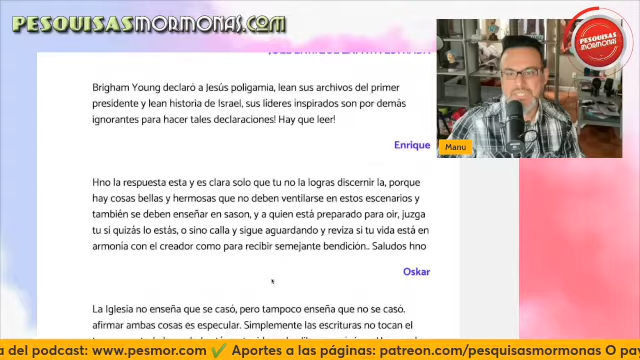 PESQUISASMORMONAS.COM
PESQUISAS
MORMONAS
Brigham Young declaró a Jesús poligamia, lean sus archivos del primer
presidente y lean historia de Israel, sus líderes inspirados son por demás
ignorantes para hacer tales declaraciones! Hay que leer!
Enrique
Manu
Hno la respuesta esta y es clara solo que tu no la logras discernir la, porque
hay cosas bellas y hermosas que no deben ventilarse en estos escenarios y
también se deben enseñar en sason, y a quien está preparado para oir, juzga
tu si quizás lo estás, o sino calla y sigue aguardando y reviza si tu vida está en
armonía con el creador como para recibir semejante bendición.. Saludos hno
Oskar
La Iglesia no enseña que se casó, pero tampoco enseña que no se casó.
afirmar ambas cosas es especular. Simplemente las escrituras no tocan el
a del podcast: www.pesmor.com ✔ Aportes a las páginas: patreon.com/pesquisasmormonas O pa